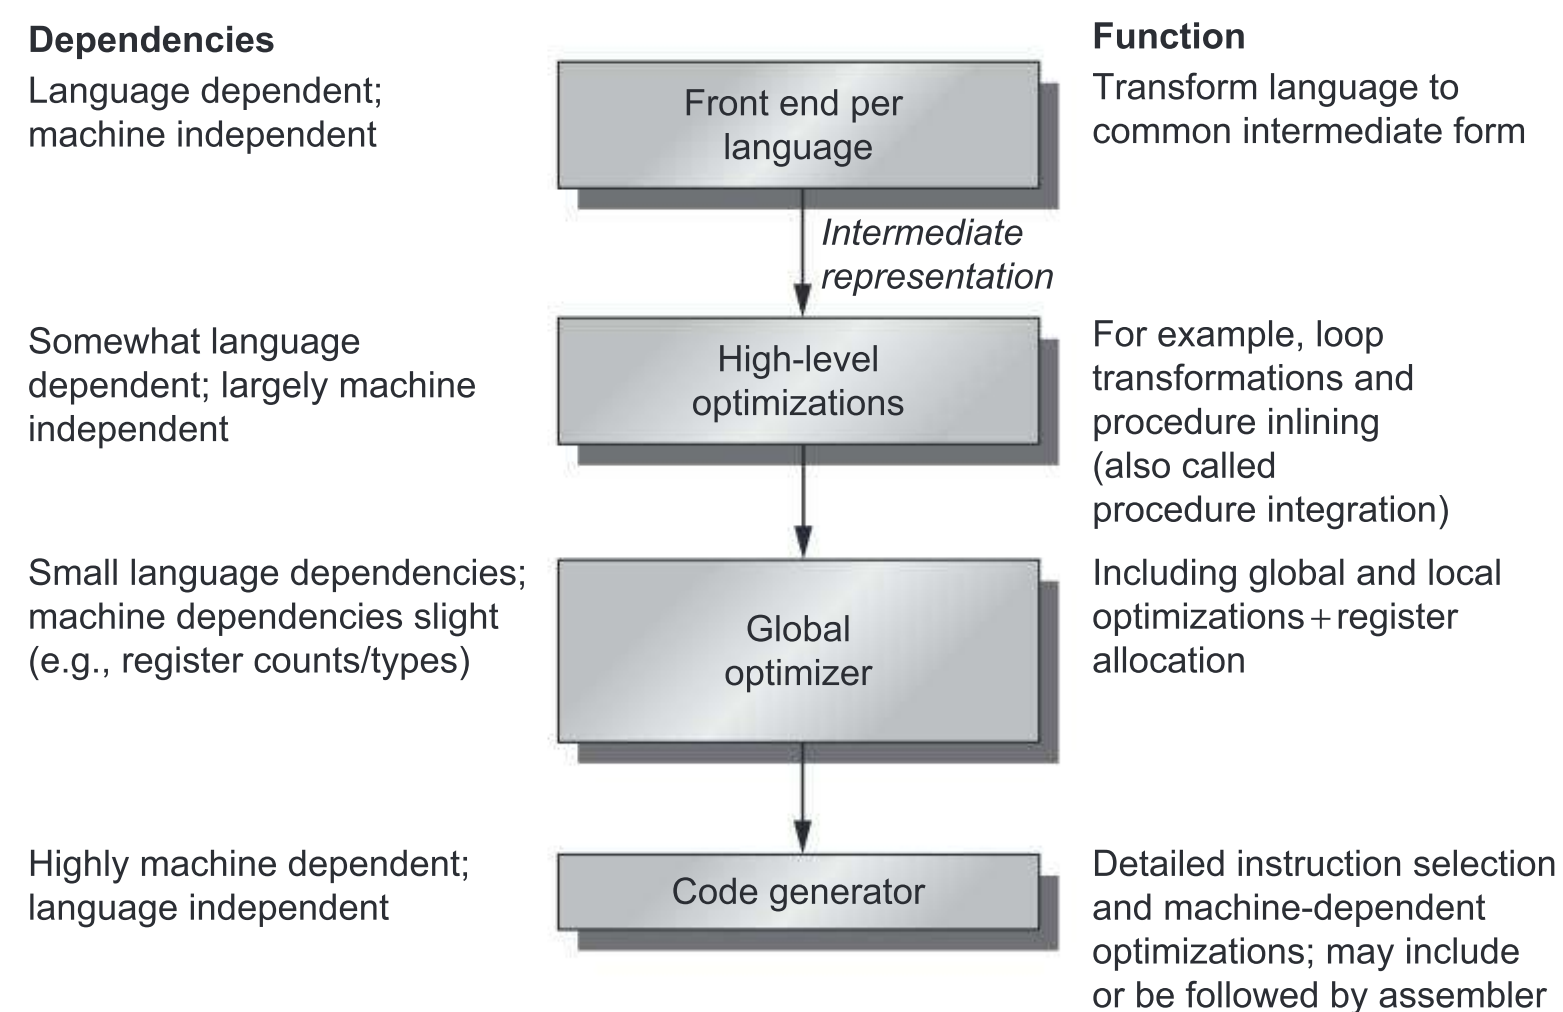 Dependencies
Function
Language dependent;
machine independent
Front end per
language
Transform language to
common intermediate form
Intermediate
representation
Somewhat language
dependent; largely machine
independent
High-level
optimizations
For example, loop
transformations and
procedure inlining
(also called
procedure integration)
Small language dependencies;
machine dependencies slight
(e.g., register counts/types)
Global
optimizer
Including global and local
optimizations + register
allocation
Highly machine dependent;
language independent
Code generator
Detailed instruction selection
and machine-dependent
optimizations; may include
or be followed by assembler